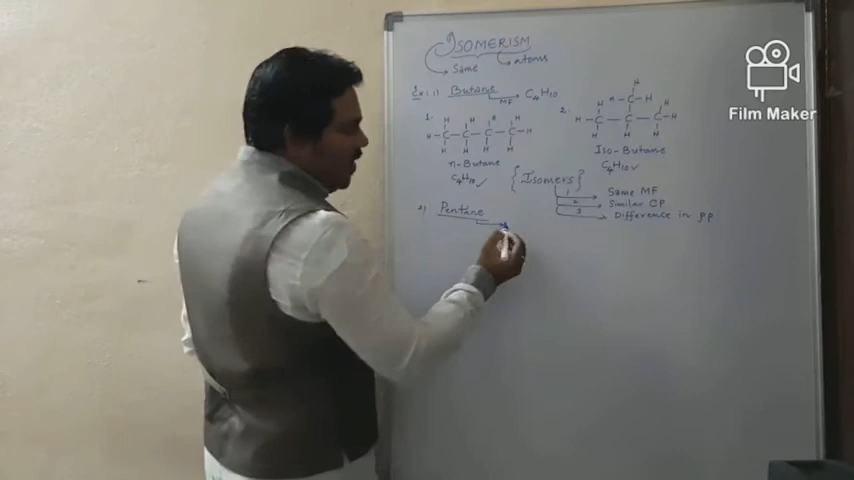 ISOMERISM
Same
atoms
Ex: 1) Butane
MF
C4H10
1.
H H H H
H - C - C - C - C - H
H H H H
n-Butane
C4H10 ✓
2.
H
H - C - H
H H
H - C - C - C - H
H H H
Iso-Butane
C4H10 ✓
{Isomers}
1 Same MF
2 Similar CP
3 Difference in PP
2) Pentane
Film Maker